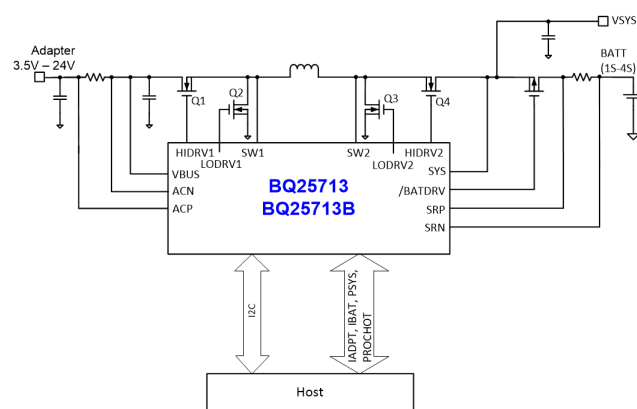 VSYS
Adapter
3.5V – 24V
BATT
(1S-4S)
Q1
Q2
Q3
Q4
HIDRV1
LODRV1
SW1
SW2
LODRV2
HIDRV2
VBUS
ACN
ACP
BQ25713
BQ25713B
SYS
/BATDRV
SRP
SRN
I2C
IADPT, IBAT, PSYS,
PROCHOT
Host